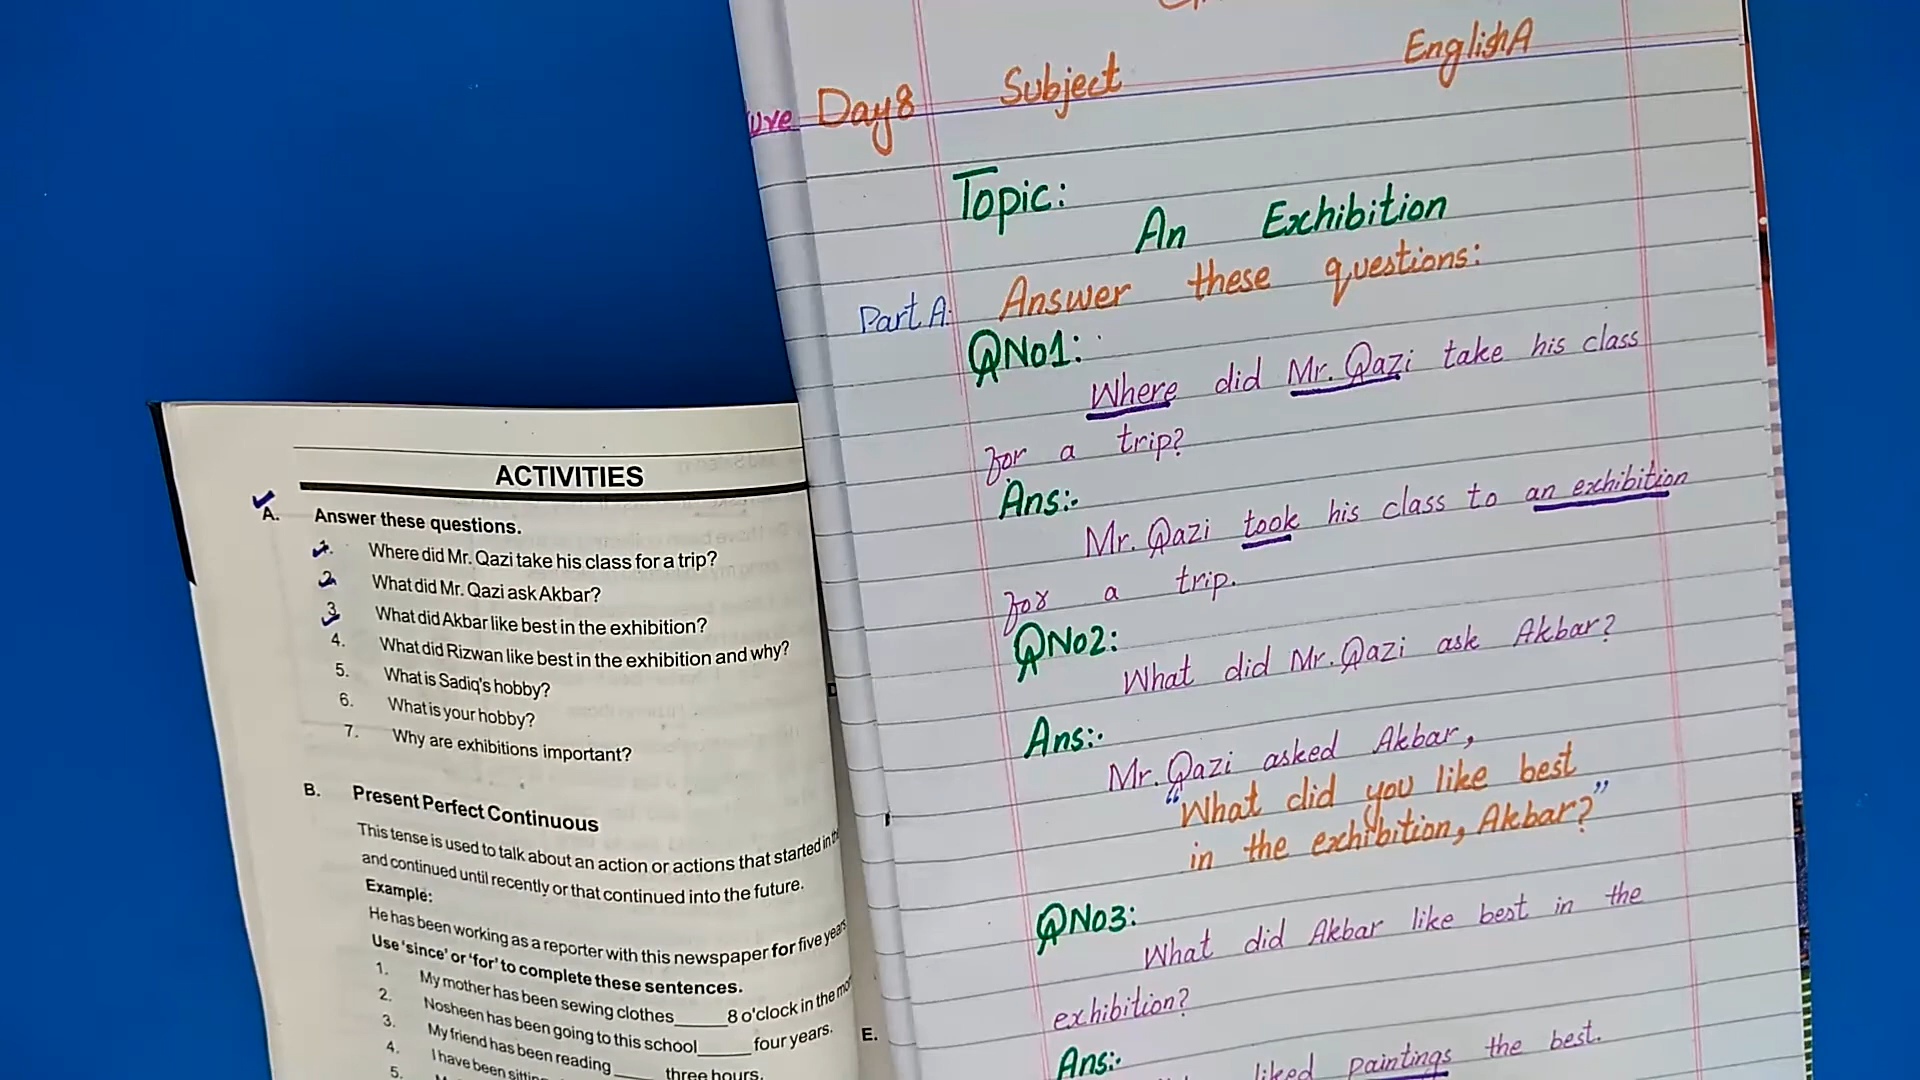 ACTIVITIES
A. Answer these questions.
1. Where did Mr. Qazi take his class for a trip?
2. What did Mr. Qazi ask Akbar?
3. What did Akbar like best in the exhibition?
4. What did Rizwan like best in the exhibition and why?
5. What is Sadiq's hobby?
6. What is your hobby?
7. Why are exhibitions important?
B. Present Perfect Continuous
This tense is used to talk about an action or actions that started in
and continued until recently or that continued into the future.
Example:
He has been working as a reporter with this newspaper for five years
Use 'since' or 'for' to complete these sentences.
1. My mother has been sewing clothes_____8 o'clock in the
2. Nosheen has been going to this school_____four years.
3. My friend has been reading_____three hours.
4. I have been
5.
E.
Day8 Subject EnglishA
Topic:
An Exhibition
Part A: Answer these questions:
QNo1:
Where did Mr. Qazi take his class
for a trip?
Ans:-
Mr. Qazi took his class to an exhibition
for a trip.
QNo2:
What did Mr. Qazi ask Akbar?
Ans:-
Mr. Qazi asked Akbar,
"What did you like best
in the exhibition, Akbar?"
QNo3:
What did Akbar like best in the
exhibition?
Ans:-
liked paintings the best.